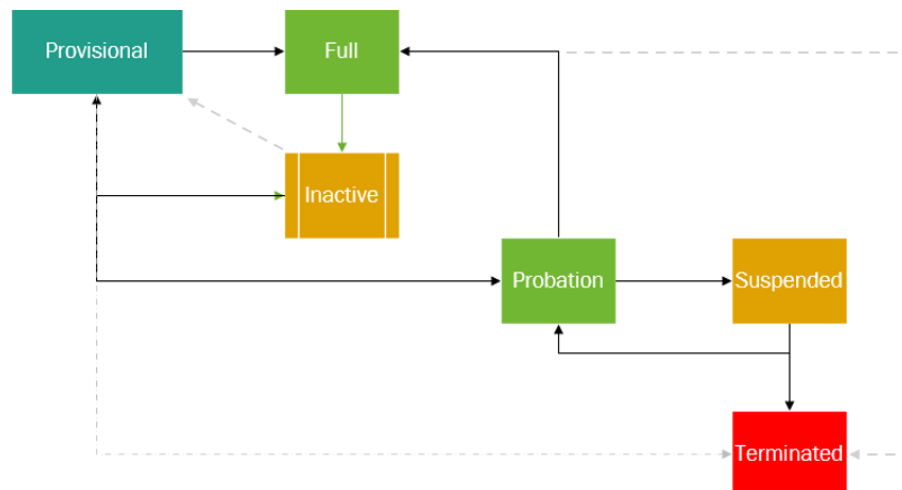 Provisional
Full
Inactive
Probation
Suspended
Terminated